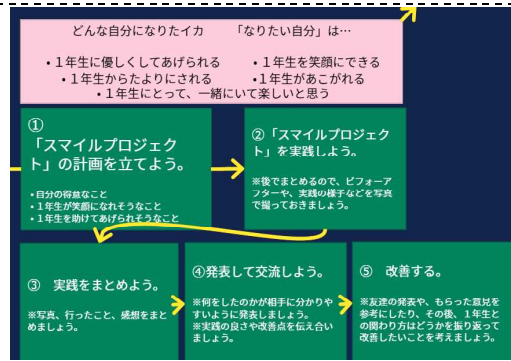 どんな自分になりたイカ　　「なりたい自分」は…
・１年生に優しくしてあげられる　　・１年生を笑顔にできる
・１年生からたよりにされる　　・1年生があこがれる
・１年生にとって、一緒にいて楽しいと思う
①
「スマイルプロジェク
ト」の計画を立てよう。
・自分の得意なこと
・１年生が笑顔になれそうなこと
・１年生を助けてあげられそうなこと
②「スマイルプロジェク
ト」を実践しよう。
※後でまとめるので、ビフォーア
フターや、実践の様子などを写真
で撮っておきましょう。
③　実践をまとめよう。
※写真、行ったこと、感想をまと
めましょう。
④発表して交流しよう。
※何をしたのかが相手に分かりや
すいように発表しましょう。
※実践の良さや改善点を伝え合い
ましょう。
⑤　改善する。
※友達の発表や、もらった意見を
参考にしたり、その後、１年生と
の関わり方はどうかを振り返って
改善したいことを考えましょう。